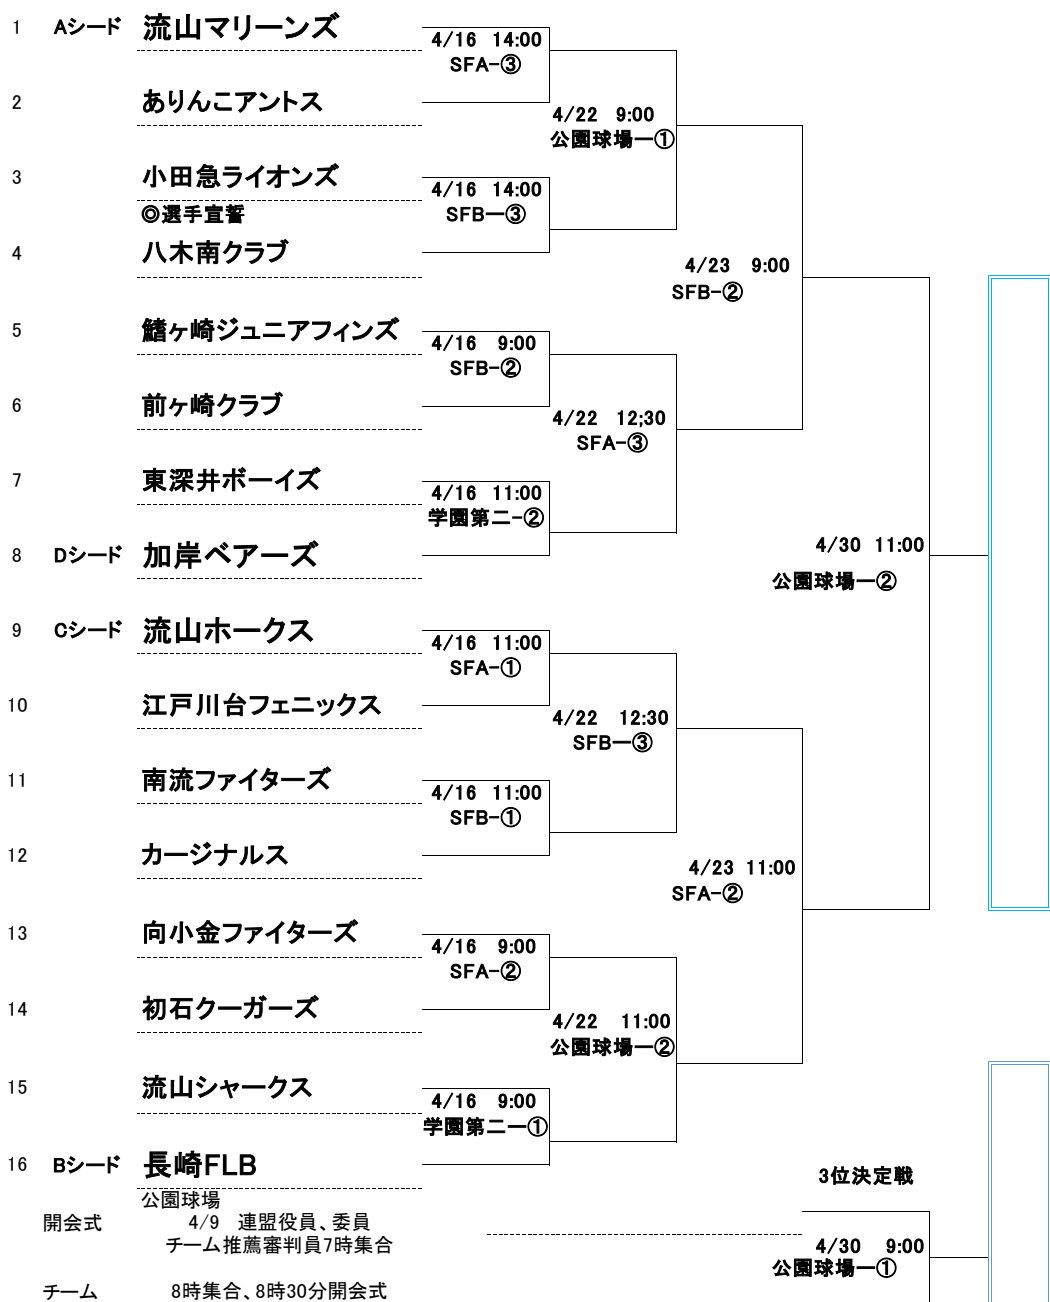 1 Aシード 流山マリーンズ
4/16 14:00
SFA-③
2 ありんこアントス
4/22 9:00
公園球場ー①
3 小田急ライオンズ
4/16 14:00
◎選手宣誓
SFBー③
4 八木南クラブ
4/23 9:00
SFB-②
5 鰭ヶ崎ジュニアフィンズ
4/16 9:00
SFB-②
6 前ヶ崎クラブ
4/22 12;30
SFA-③
7 東深井ボーイズ
4/16 11:00
学園第二-②
8 Dシード 加岸ベアーズ
4/30 11:00
公園球場ー②
9 Cシード 流山ホークス
4/16 11:00
SFA-①
10 江戸川台フェニックス
4/22 12:30
SFBー③
11 南流ファイターズ
4/16 11:00
SFB-①
12 カージナルス
4/23 11:00
SFA-②
13 向小金ファイターズ
4/16 9:00
SFA-②
14 初石クーガーズ
4/22 11:00
公園球場ー②
15 流山シャークス
4/16 9:00
学園第二ー①
16 Bシード 長崎FLB
3位決定戦
公園球場
開会式 4/9 連盟役員、委員
チーム推薦審判員7時集合
4/30 9:00
公園球場ー①
チーム 8時集合、8時30分開会式